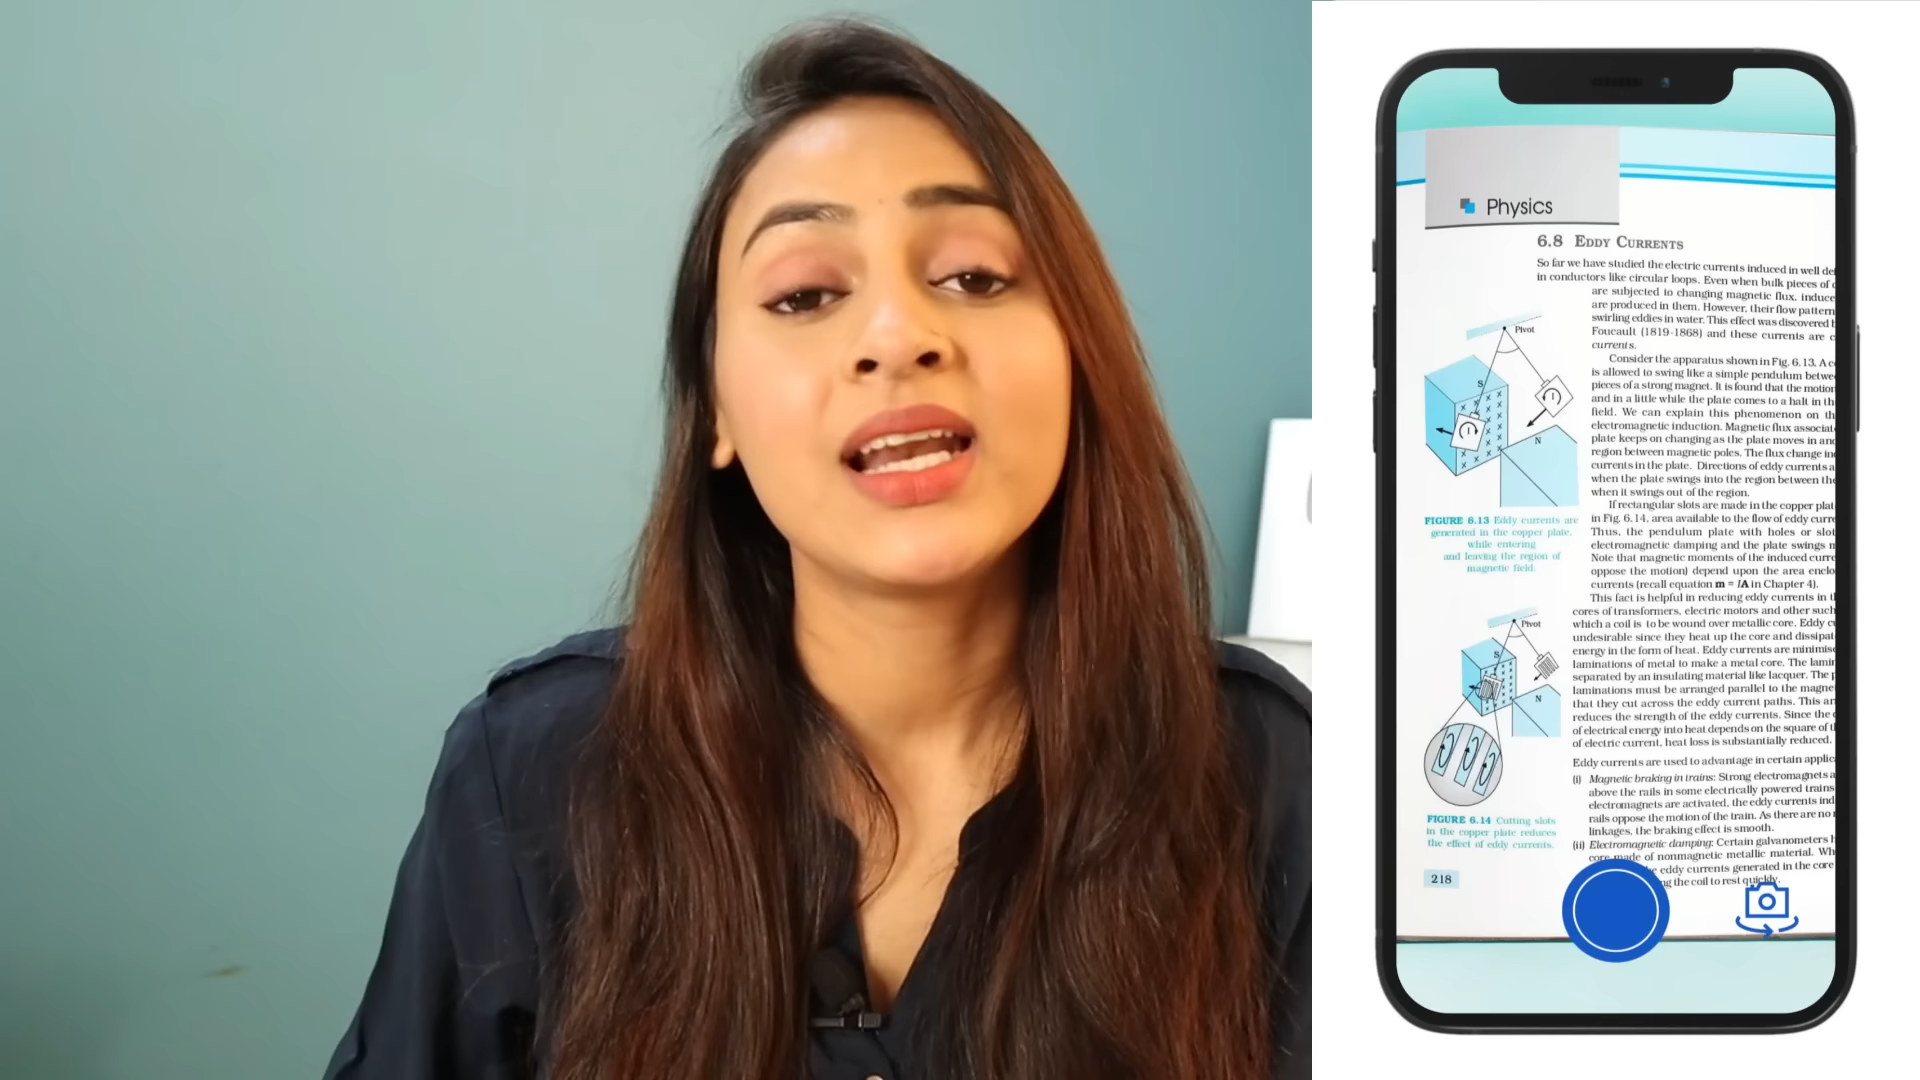 Physics
6.8 EDDY CURRENTS
So far we have studied the electric currents induced in well
in conductors like circular loops. Even when bulk pieces of
are subjected to changing magnetic flux, induce
are produced in them. However, their flow pattern
swirling eddies in water. This effect was discovered
Foucault (1819-1868) and these currents are
currents.
Pivot
S
N
Consider the apparatus shown in Fig. 6.13. A
is allowed to swing like a simple pendulum betwe
pieces of a strong magnet. It is found that the motion
and in a little while the plate comes to a halt in th
field. We can explain this phenomenon on th
electromagnetic induction. Magnetic flux associat
plate keeps on changing as the plate moves in and
region between magnetic poles. The flux change in
currents in the plate. Directions of eddy currents a
when the plate swings into the region between the
when it swings out of the region.
FIGURE 6.13 Eddy currents are
generated in the copper plate,
while entering
and leaving the region of
magnetic field.
If rectangular slots are made in the copper plat
in Fig. 6.14, area available to the flow of eddy curre
Thus, the pendulum plate with holes or slot
electromagnetic damping and the plate swings
Note that magnetic moments of the induced curre
oppose the motion) depend upon the area enclo
currents (recall equation m = IA in Chapter 4).
This fact is helpful in reducing eddy currents in
cores of transformers, electric motors and other such
which a coil is to be wound over metallic core. Eddy
undesirable since they heat up the core and dissipat
energy in the form of heat. Eddy currents are minimise
laminations of metal to make a metal core. The lamin
separated by an insulating material like lacquer. The
laminations must be arranged parallel to the magne
that they cut across the eddy current paths. This
reduces the strength of the eddy currents. Since the
of electrical energy into heat depends on the square of
of electric current, heat loss is substantially reduced.
Pivot
S
N
Eddy currents are used to advantage in certain applic
(i) Magnetic braking in trains: Strong electromagnets a
above the rails in some electrically powered trains
electromagnets are activated, the eddy currents ind
rails oppose the motion of the train. As there are no
linkages, the braking effect is smooth.
FIGURE 6.14 Cutting slots
in the copper plate reduces
the effect of eddy currents.
(ii) Electromagnetic damping: Certain galvanometers
core made of nonmagnetic metallic material. Wh
eddy currents generated in the core
the coil to rest quickly.
218